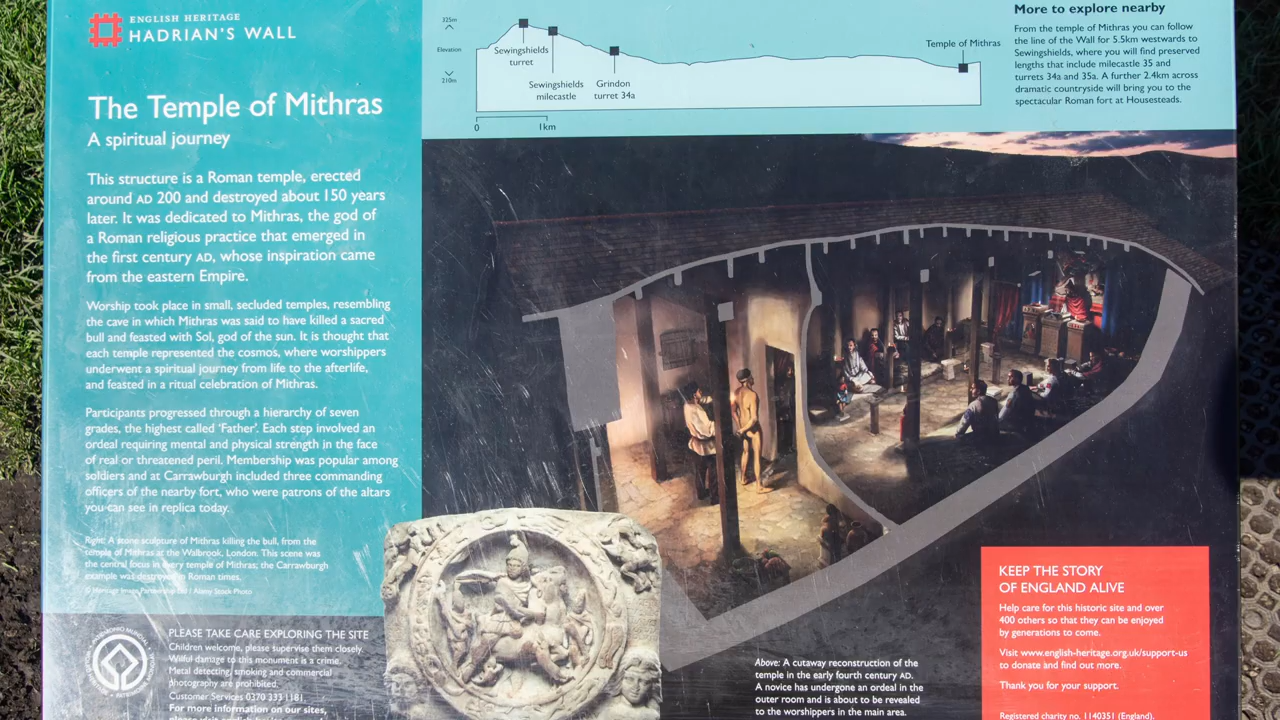 ENGLISH HERITAGE
HADRIAN'S WALL
The Temple of Mithras
A spiritual journey
This structure is a Roman temple, erected
around AD 200 and destroyed about 150 years
later. It was dedicated to Mithras, the god of
a Roman religious practice that emerged in
the first century AD, whose inspiration came
from the eastern Empire.
Worship took place in small, secluded temples, resembling
the cave in which Mithras was said to have killed a sacred
bull and feasted with Sol, god of the sun. It is thought that
each temple represented the cosmos, where worshippers
underwent a spiritual journey from life to the afterlife,
and feasted in a ritual celebration of Mithras.
Participants progressed through a hierarchy of seven
grades, the highest called 'Father'. Each step involved an
ordeal requiring mental and physical strength in the face
of real or threatened peril. Membership was popular among
soldiers and at Carrawburgh included three commanding
officers of the nearby fort, who were patrons of the altars
you can see in replica today.
Right: A stone sculpture of Mithras killing the bull, from the
temple of Mithras at the Walbrook, London. This scene was
the central focus in every temple of Mithras; the Carrawburgh
example was destroyed in Roman times.
© Heritage Image Partnership Ltd / Alamy Stock Photo
PLEASE TAKE CARE EXPLORING THE SITE
Children welcome, please supervise them closely.
Wilful damage to this monument is a crime.
Metal detecting, smoking and commercial
photography are prohibited.
Customer Services 0370 333 1181
For more information on our sites,
please visit
325m
Elevation
210m
Sewingshields
turret
Sewingshields
milecastle
Grindon
turret 34a
Temple of Mithras
0
1km
More to explore nearby
From the temple of Mithras you can follow
the line of the Wall for 5.5km westwards to
Sewingshields, where you will find preserved
lengths that include milecastle 35 and
turrets 34a and 35a. A further 2.4km across
dramatic countryside will bring you to the
spectacular Roman fort at Housesteads.
Above: A cutaway reconstruction of the
temple in the early fourth century AD.
A novice has undergone an ordeal in the
outer room and is about to be revealed
to the worshippers in the main area.
KEEP THE STORY
OF ENGLAND ALIVE
Help care for this historic site and over
400 others so that they can be enjoyed
by generations to come.
Visit www.english-heritage.org.uk/support-us
to donate and find out more.
Thank you for your support.
Registered charity no. 1140351 (England).